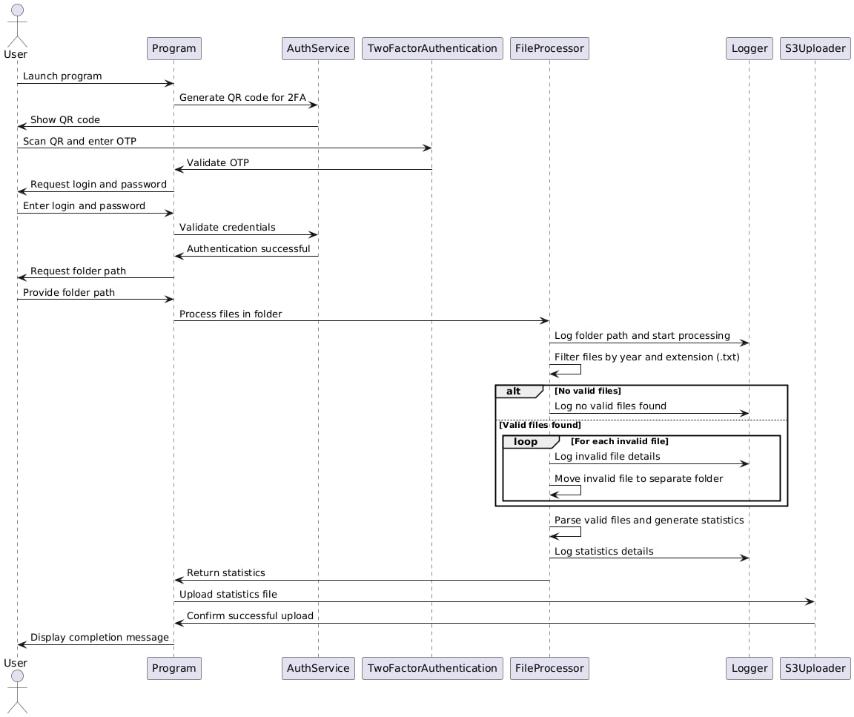 User
Program
AuthService
TwoFactorAuthentication
FileProcessor
Logger
S3Uploader
Launch program
Generate QR code for 2FA
Show QR code
Scan QR and enter OTP
Validate OTP
Request login and password
Enter login and password
Validate credentials
Authentication successful
Request folder path
Provide folder path
Process files in folder
Log folder path and start processing
Filter files by year and extension (.txt)
alt [No valid files]
Log no valid files found
[Valid files found]
loop [For each invalid file]
Log invalid file details
Move invalid file to separate folder
Parse valid files and generate statistics
Log statistics details
Return statistics
Upload statistics file
Confirm successful upload
Display completion message
User
Program
AuthService
TwoFactorAuthentication
FileProcessor
Logger
S3Uploader